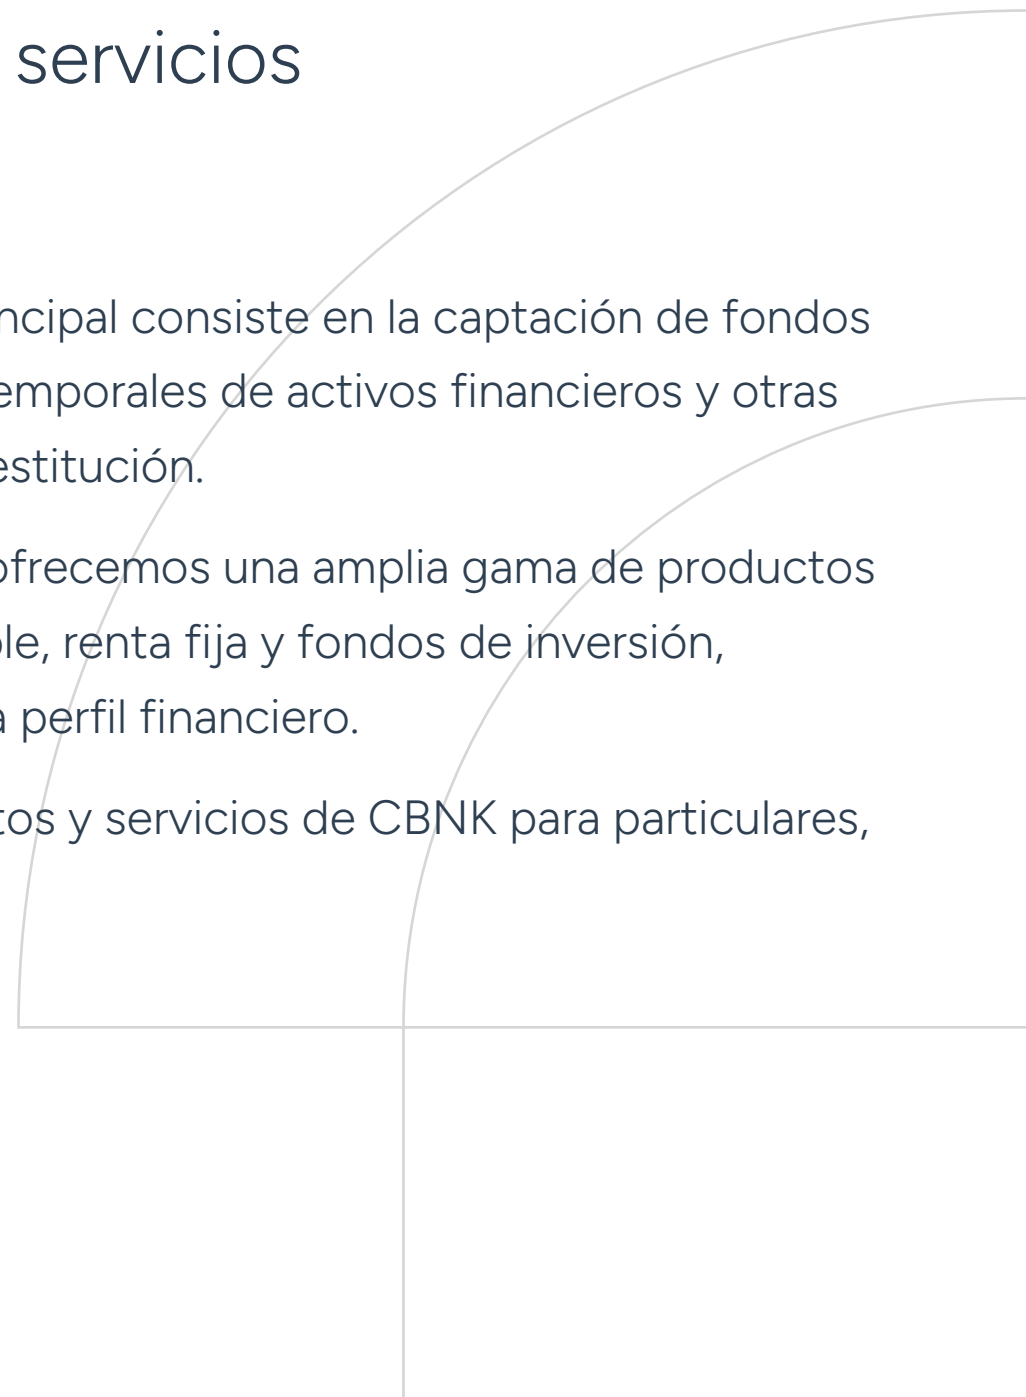 servicios
ncipal consiste en la captación de fondos
emporales de activos financieros y otras
estitución.
ofrecemos una amplia gama de productos
le, renta fija y fondos de inversión,
a perfil financiero.
tos y servicios de CBNK para particulares,